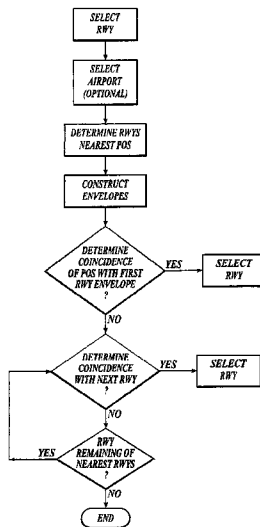 SELECT
RWY
SELECT
AIRPORT
(OPTIONAL)
DETERMINE RWYS
NEAREST POS
CONSTRUCT
ENVELOPES
DETERMINE
COINCIDENCE
OF POS WITH FIRST
RWY ENVELOPE
?
YES
SELECT
RWY
NO
DETERMINE
COINCIDENCE
WITH NEXT RWY
?
YES
SELECT
RWY
NO
RWY
REMAINING OF
NEAREST RWYS
?
YES
NO
END